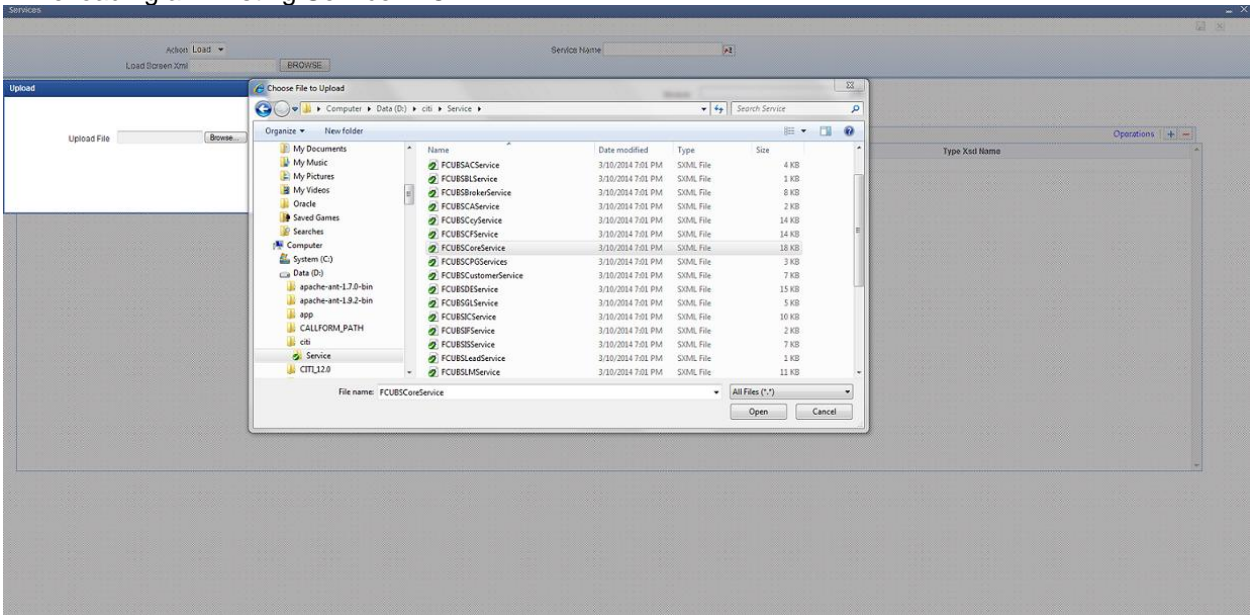 Services
Action Load
Service Name
Load Screen Xml BROWSE
Upload
Upload File Browse...
Choose File to Upload
Computer Data (D:) citi Service
Search Service
Organize New folder
Name Date modified Type Size
My Documents
My Music
My Pictures
My Videos
Oracle
Saved Games
Searches
Computer
System (C:)
Data (D:)
apache-ant-1.7.0-bin
apache-ant-1.9.2-bin
app
CALLFORM_PATH
citi
Service
CITI_12.0
FCUBSACService 3/10/2014 7:01 PM SXML File 4 KB
FCUBSBLService 3/10/2014 7:01 PM SXML File 1 KB
FCUBSBrokerService 3/10/2014 7:01 PM SXML File 8 KB
FCUBSCAService 3/10/2014 7:01 PM SXML File 2 KB
FCUBSCcyService 3/10/2014 7:01 PM SXML File 14 KB
FCUBSCFService 3/10/2014 7:01 PM SXML File 14 KB
FCUBSCoreService 3/10/2014 7:01 PM SXML File 18 KB
FCUBSCPGServices 3/10/2014 7:01 PM SXML File 3 KB
FCUBSCustomerService 3/10/2014 7:01 PM SXML File 7 KB
FCUBSDEService 3/10/2014 7:01 PM SXML File 15 KB
FCUBSGLService 3/10/2014 7:01 PM SXML File 5 KB
FCUBSICService 3/10/2014 7:01 PM SXML File 10 KB
FCUBSIFService 3/10/2014 7:01 PM SXML File 2 KB
FCUBSISService 3/10/2014 7:01 PM SXML File 7 KB
FCUBSLeadService 3/10/2014 7:01 PM SXML File 1 KB
FCUBSLMService 3/10/2014 7:01 PM SXML File 11 KB
File name: FCUBSCoreService
All Files (*.*)
Open Cancel
Operations
Type Xsd Name